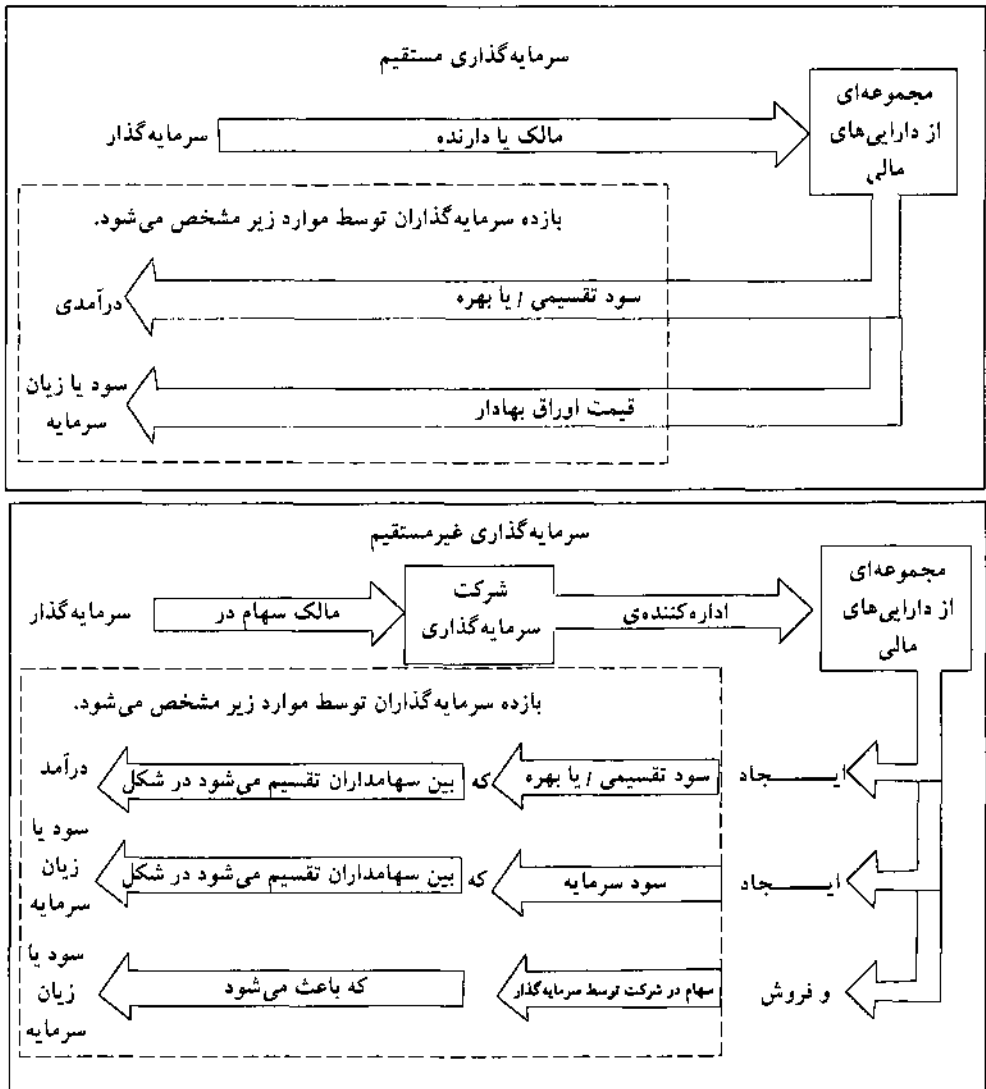 سرمایه‌گذاری مستقیم
مجموعه‌ای
از دارایی‌های
مالی
مالک یا دارنده
سرمایه‌گذار
بازده سرمایه‌گذاران توسط موارد زیر مشخص می‌شود.
سود تقسیمی / یا بهره
درآمدی
قیمت اوراق بهادار
سود یا زیان
سرمایه
سرمایه‌گذاری غیرمستقیم
مجموعه‌ای
از دارایی‌های
مالی
سرمایه‌گذار
مالک سهام در
شرکت
سرمایه‌گذاری
اداره‌کننده‌ی
بازده سرمایه‌گذاران توسط موارد زیر مشخص می‌شود.
ایـــــجاد
سود تقسیمی / یا بهره
که
بین سهامداران تقسیم می‌شود در شکل
درآمد
ایـــــجاد
سود سرمایه
که
بین سهامداران تقسیم می‌شود در شکل
سود یا
زیان
سرمایه
و فروش
سهام در شرکت توسط سرمایه‌گذار
که باعث می‌شود
سود یا
زیان
سرمایه